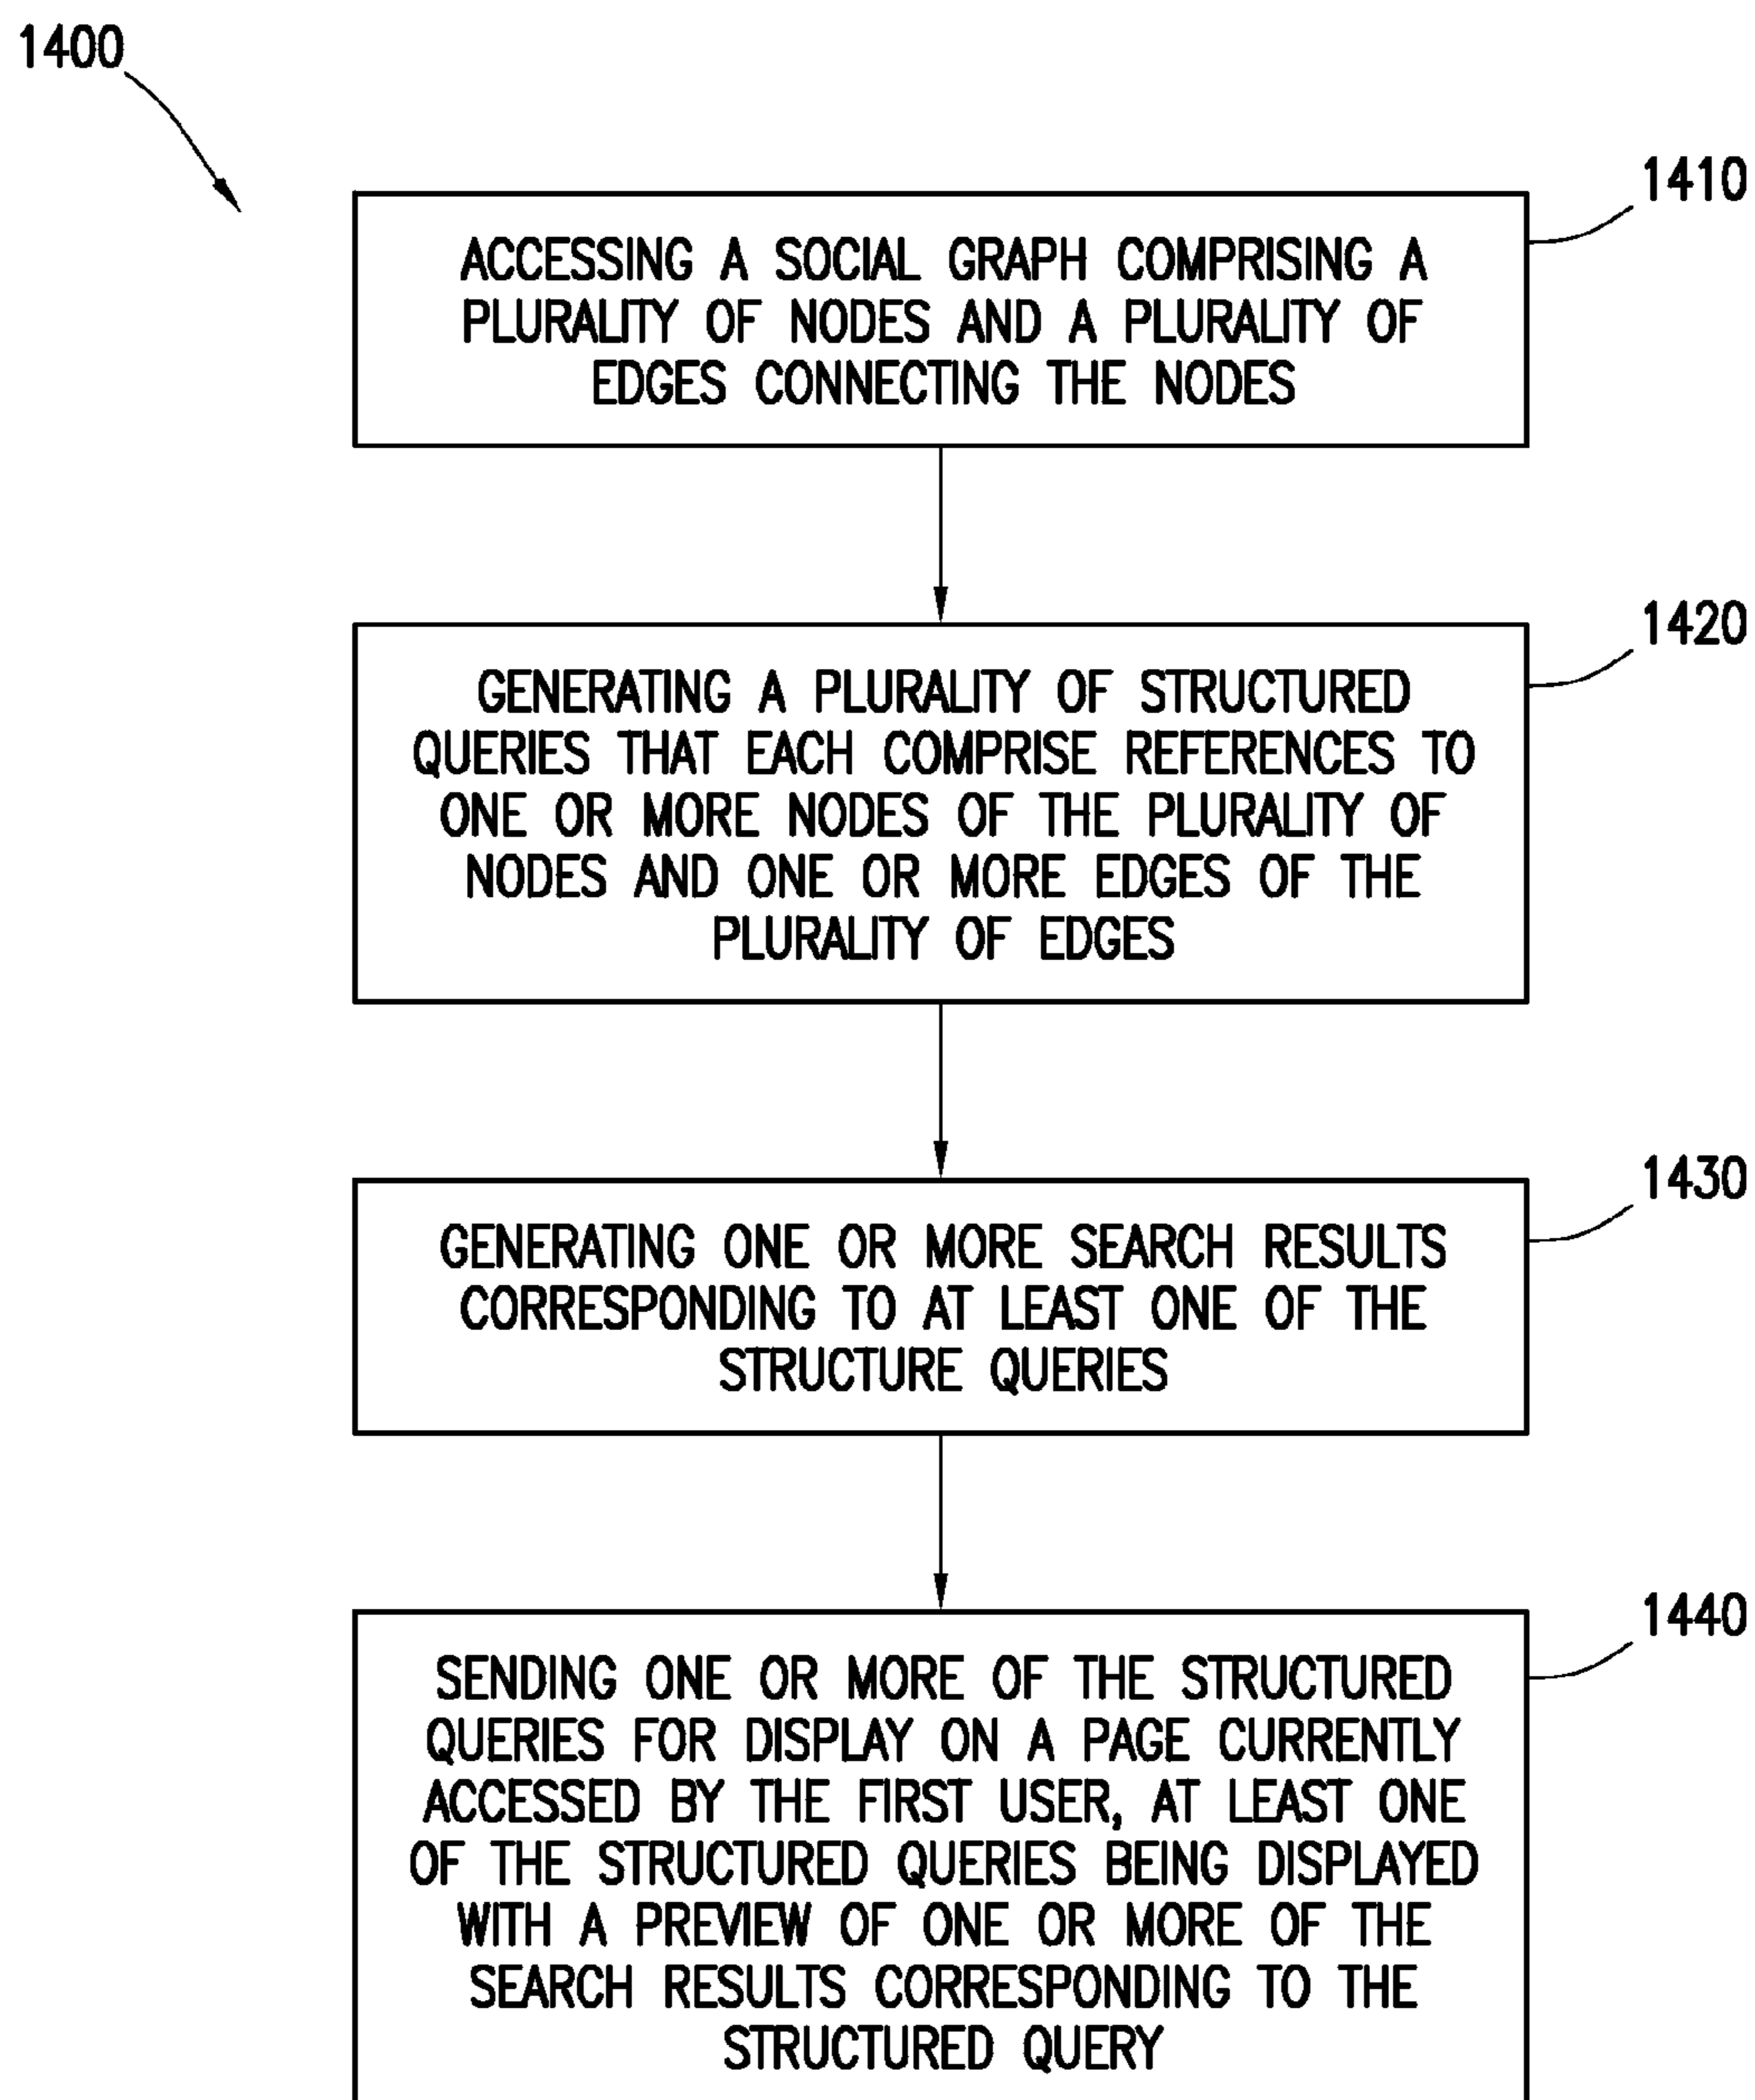 1400
1410
ACCESSING A SOCIAL GRAPH COMPRISING A
PLURALITY OF NODES AND A PLURALITY OF
EDGES CONNECTING THE NODES
1420
GENERATING A PLURALITY OF STRUCTURED
QUERIES THAT EACH COMPRISE REFERENCES TO
ONE OR MORE NODES OF THE PLURALITY OF
NODES AND ONE OR MORE EDGES OF THE
PLURALITY OF EDGES
1430
GENERATING ONE OR MORE SEARCH RESULTS
CORRESPONDING TO AT LEAST ONE OF THE
STRUCTURE QUERIES
1440
SENDING ONE OR MORE OF THE STRUCTURED
QUERIES FOR DISPLAY ON A PAGE CURRENTLY
ACCESSED BY THE FIRST USER, AT LEAST ONE
OF THE STRUCTURED QUERIES BEING DISPLAYED
WITH A PREVIEW OF ONE OR MORE OF THE
SEARCH RESULTS CORRESPONDING TO THE
STRUCTURED QUERY